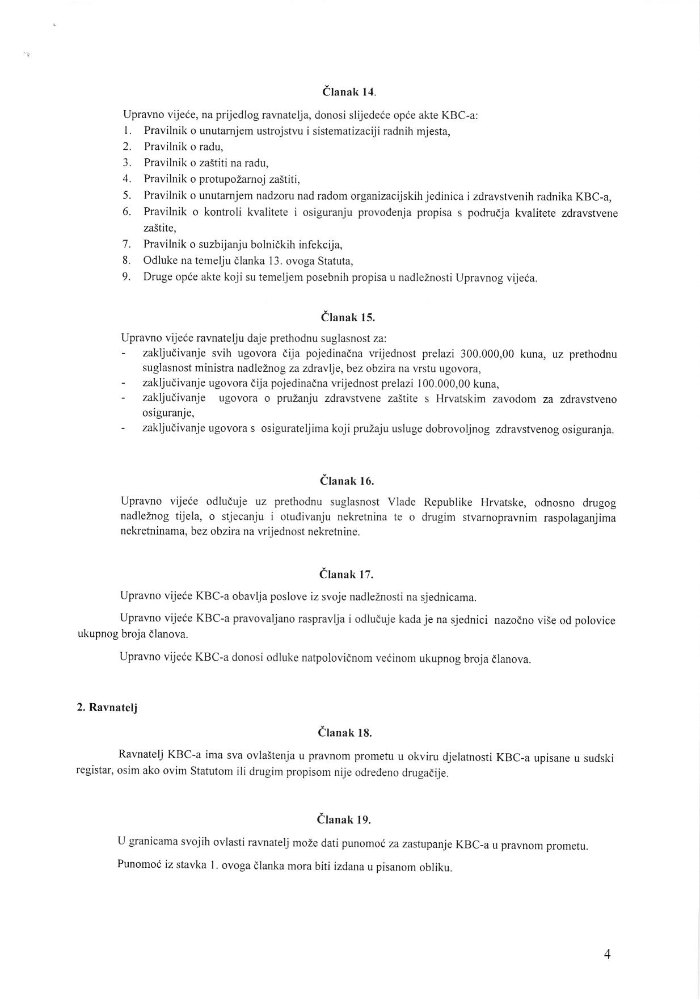 Članak 14.
Upravno vijeće, na prijedlog ravnatelja, donosi slijedeće opće akte KBC-a:
1. Pravilnik o unutarnjem ustrojstvu i sistematizaciji radnih mjesta,
2. Pravilnik o radu,
3. Pravilnik o zaštiti na radu,
4. Pravilnik o protupožarnoj zaštiti,
5. Pravilnik o unutarnjem nadzoru nad radom organizacijskih jedinica i zdravstvenih radnika KBC-a,
6. Pravilnik o kontroli kvalitete i osiguranju provođenja propisa s područja kvalitete zdravstvene
zaštite,
7. Pravilnik o suzbijanju bolničkih infekcija,
8. Odluke na temelju članka 13. ovoga Statuta,
9. Druge opće akte koji su temeljem posebnih propisa u nadležnosti Upravnog vijeća.
Članak 15.
Upravno vijeće ravnatelju daje prethodnu suglasnost za:
- zaključivanje svih ugovora čija pojedinačna vrijednost prelazi 300.000,00 kuna, uz prethodnu
suglasnost ministra nadležnog za zdravlje, bez obzira na vrstu ugovora,
- zaključivanje ugovora čija pojedinačna vrijednost prelazi 100.000,00 kuna,
- zaključivanje ugovora o pružanju zdravstvene zaštite s Hrvatskim zavodom za zdravstveno
osiguranje,
- zaključivanje ugovora s osigurateljima koji pružaju usluge dobrovoljnog zdravstvenog osiguranja.
Članak 16.
Upravno vijeće odlučuje uz prethodnu suglasnost Vlade Republike Hrvatske, odnosno drugog
nadležnog tijela, o stjecanju i otuđivanju nekretnina te o drugim stvarnopravnim raspolaganjima
nekretninama, bez obzira na vrijednost nekretnine.
Članak 17.
Upravno vijeće KBC-a obavlja poslove iz svoje nadležnosti na sjednicama.
Upravno vijeće KBC-a pravovaljano raspravlja i odlučuje kada je na sjednici nazočno više od polovice
ukupnog broja članova.
Upravno vijeće KBC-a donosi odluke natpolovičnom većinom ukupnog broja članova.
2. Ravnatelj
Članak 18.
Ravnatelj KBC-a ima sva ovlaštenja u pravnom prometu u okviru djelatnosti KBC-a upisane u sudski
registar, osim ako ovim Statutom ili drugim propisom nije određeno drugačije.
Članak 19.
U granicama svojih ovlasti ravnatelj može dati punomoć za zastupanje KBC-a u pravnom prometu.
Punomoć iz stavka 1. ovoga članka mora biti izdana u pisanom obliku.
4